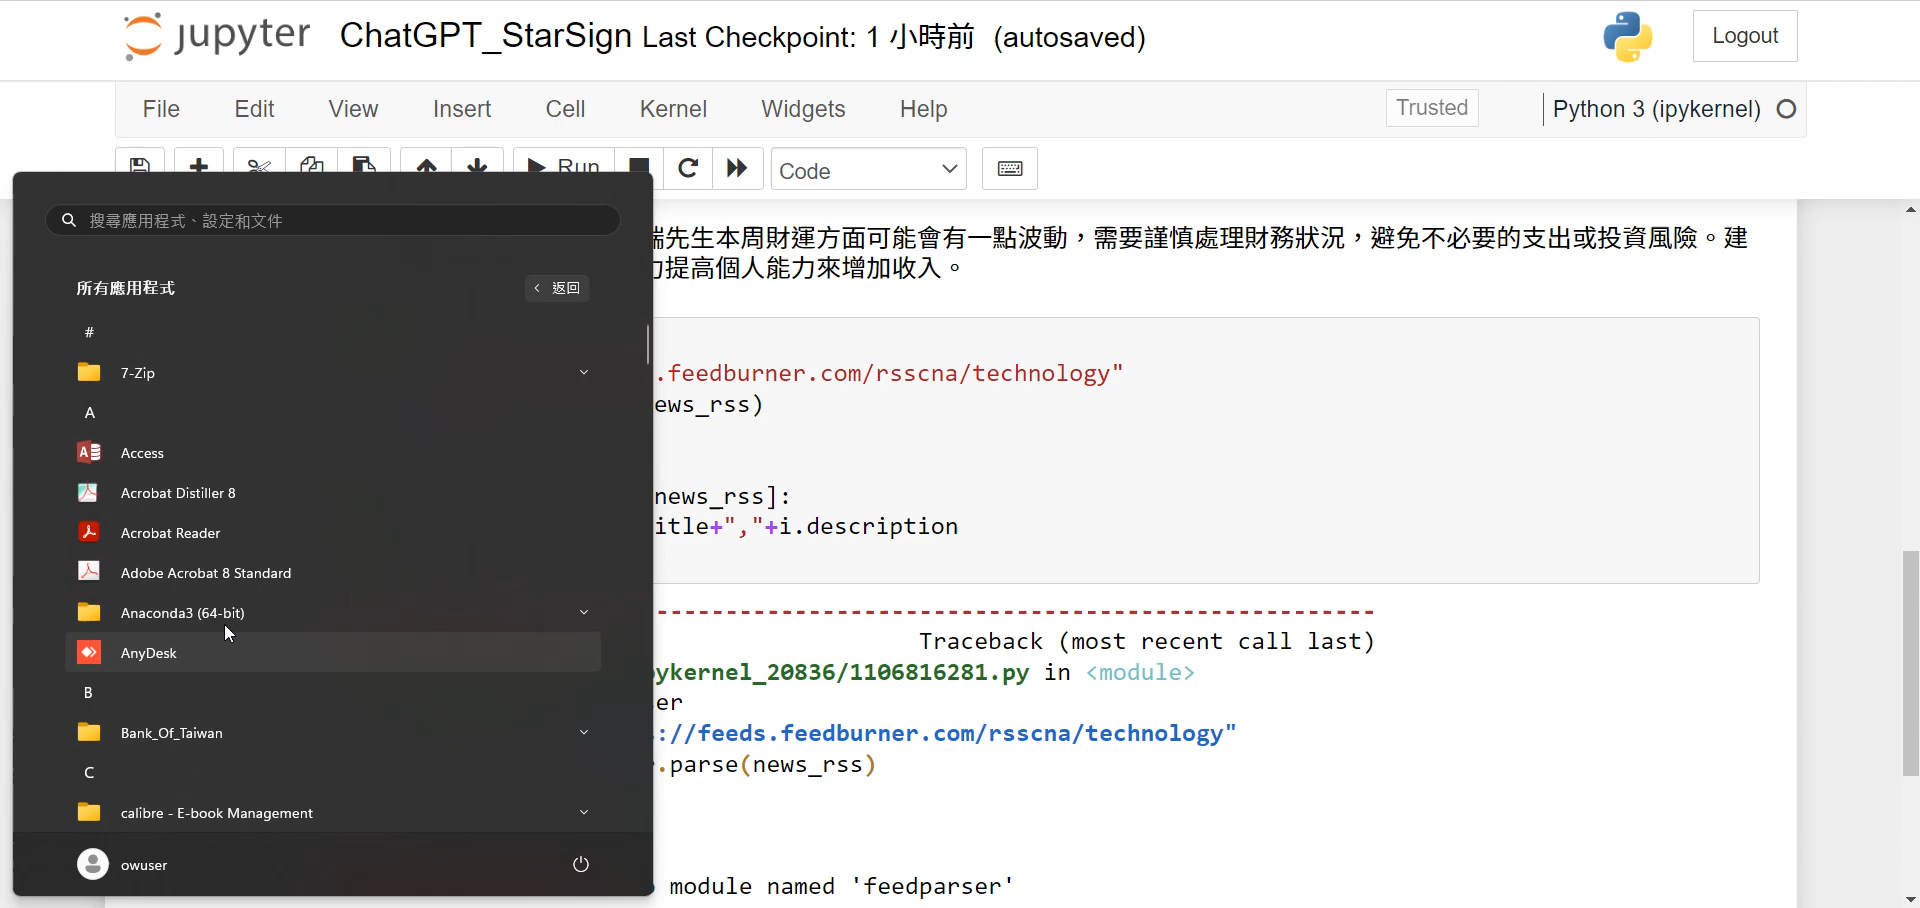 jupyter ChatGPT_StarSign Last Checkpoint: 1 小時前 (autosaved) Logout
File Edit View Insert Cell Kernel Widgets Help Trusted Python 3 (ipykernel)
Run Code
搜尋應用程式、設定和文件
先生本周財運方面可能會有一點波動，需要謹慎處理財務狀況，避免不必要的支出或投資風險。建
提高個人能力來增加收入。
所有應用程式 返回
#
7-Zip
.feedburner.com/rsscna/technology"
ews_rss)
A
Access
Acrobat Distiller 8
news_rss]:
itle+","+i.description
Acrobat Reader
Adobe Acrobat 8 Standard
Anaconda3 (64-bit)
--------------------------------------------------
Traceback (most recent call last)
AnyDesk
ykernel_20836/1106816281.py in <module>
B
er
Bank_Of_Taiwan
://feeds.feedburner.com/rsscna/technology"
.parse(news_rss)
C
calibre - E-book Management
owuser
module named 'feedparser'